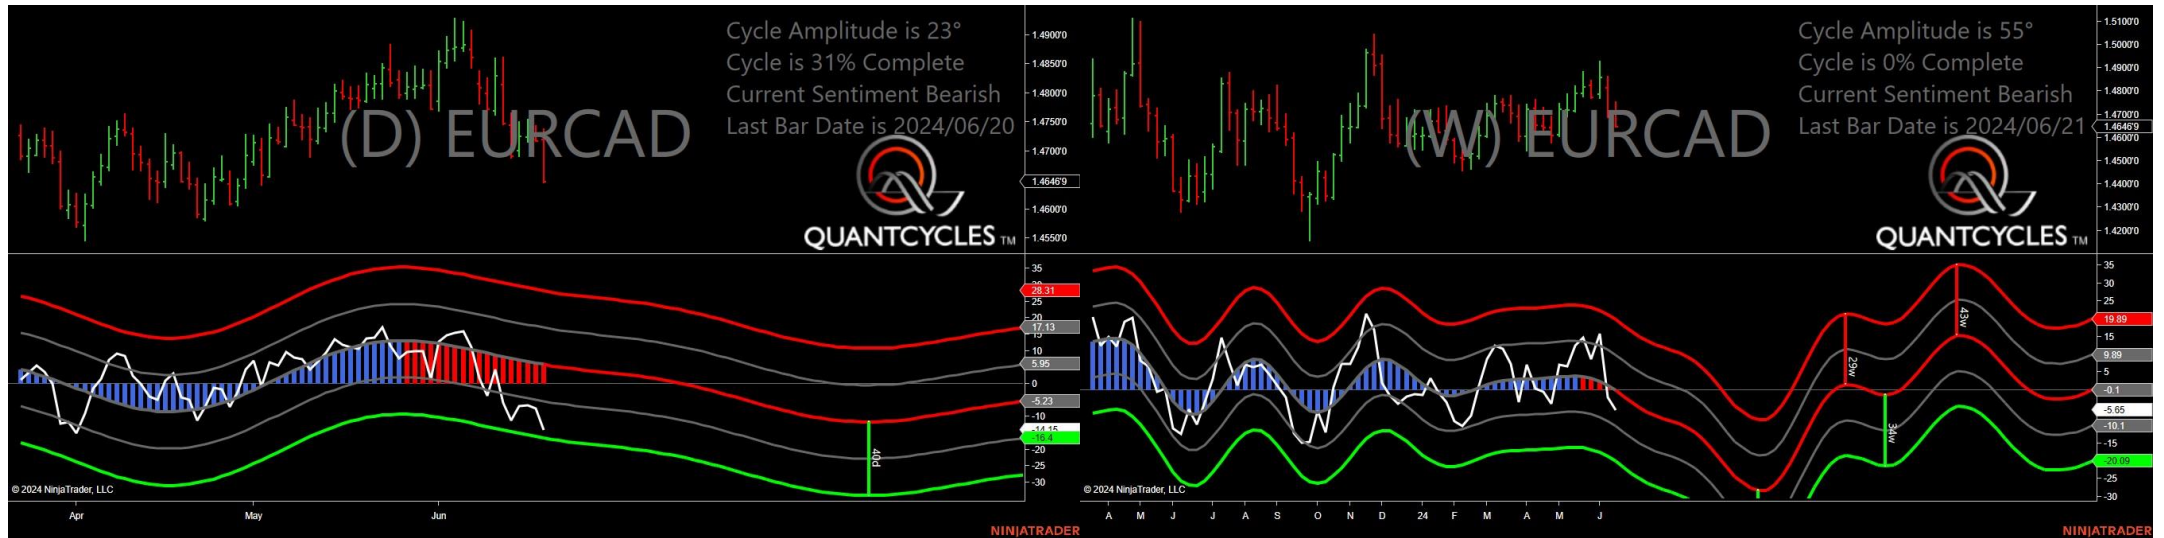 Cycle Amplitude is 23°
Cycle is 31% Complete
Current Sentiment Bearish
Last Bar Date is 2024/06/20
(D) EURCAD
QUANTCYCLES TM
1.4900'0
1.4850'0
1.4800'0
1.4750'0
1.4700'0
1.4646'9
1.4600'0
1.4550'0
35
28.31
25
20
17.13
15
10
5.95
0
-5.23
-10
-14.15
-16.4
-20
-25
-30
40d
© 2024 NinjaTrader, LLC
Apr
May
Jun
NINJATRADER
Cycle Amplitude is 55°
Cycle is 0% Complete
Current Sentiment Bearish
Last Bar Date is 2024/06/21
(W) EURCAD
QUANTCYCLES TM
1.5100'0
1.5000'0
1.4900'0
1.4800'0
1.4700'0
1.4646'9
1.4600'0
1.4500'0
1.4400'0
1.4300'0
1.4200'0
35
30
25
19.89
15
9.89
5
-0.1
-5.65
-10.1
-15
-20.09
-25
-30
29w
34w
43w
© 2024 NinjaTrader, LLC
A M J J A S O N D 24 F M A M J
NINJATRADER